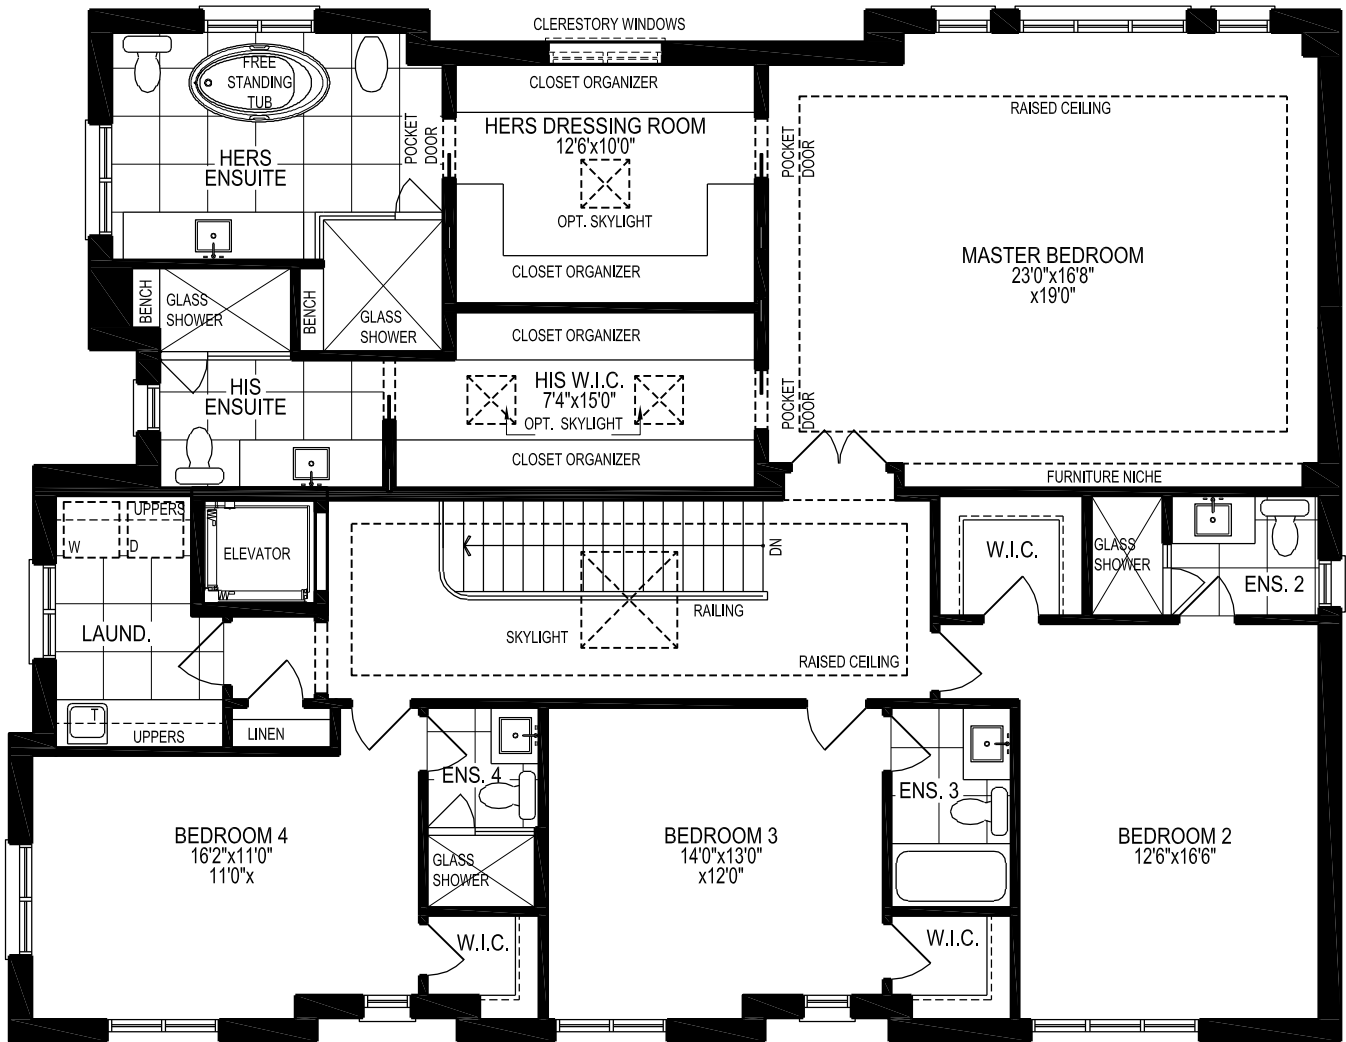 CLERESTORY WINDOWS
FREE
STANDING
TUB
CLOSET ORGANIZER
RAISED CEILING
HERS DRESSING ROOM
12'6'x10'0"
POCKET
DOOR
POCKET
DOOR
HERS
ENSUITE
OPT. SKYLIGHT
MASTER BEDROOM
23'0"x16'8"
x19'0"
CLOSET ORGANIZER
BENCH
GLASS
SHOWER
BENCH
GLASS
SHOWER
CLOSET ORGANIZER
HIS
ENSUITE
HIS W.I.C.
7'4"x15'0"
OPT. SKYLIGHT
POCKET
DOOR
CLOSET ORGANIZER
FURNITURE NICHE
UPPERS
W
D
ELEVATOR
DN
W.I.C.
GLASS
SHOWER
ENS. 2
LAUND.
SKYLIGHT
RAILING
RAISED CEILING
UPPERS
LINEN
ENS. 4
ENS. 3
BEDROOM 4
16'2"x11'0"
11'0"x
GLASS
SHOWER
BEDROOM 3
14'0"x13'0"
x12'0"
BEDROOM 2
12'6"x16'6"
W.I.C.
W.I.C.